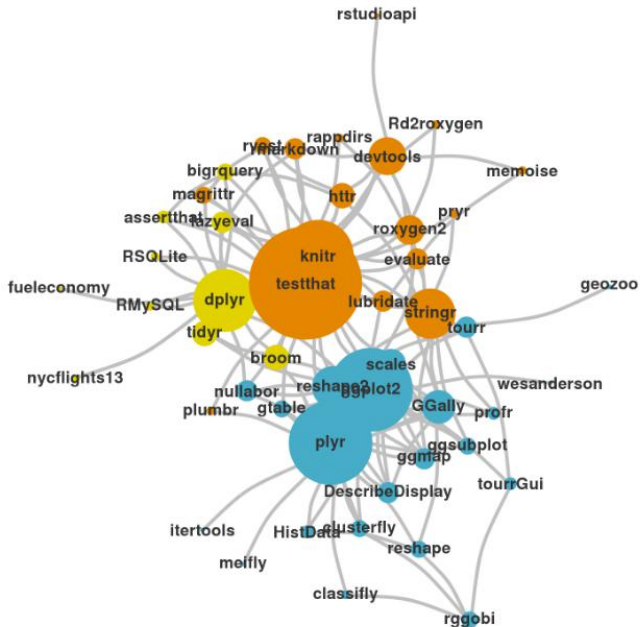 rstudioapi
Rd2roxygen
rappdirs
rvest
rmarkdown
devtools
memoise
bigrquery
magrittr
httr
pryr
assertthat
lazyeval
roxygen2
knitr
evaluate
RSQLite
testthat
geozoo
fueleconomy
RMySQL
dplyr
lubridate
stringr
tourr
tidyr
broom
scales
nycflights13
nullabor
reshape2
ggplot2
wesanderson
plumbr
gtable
GGally
profr
plyr
ggmap
ggsubplot
DescribeDisplay
tourrGui
itertools
HistData
clusterfly
reshape
meifly
classifly
rggobi